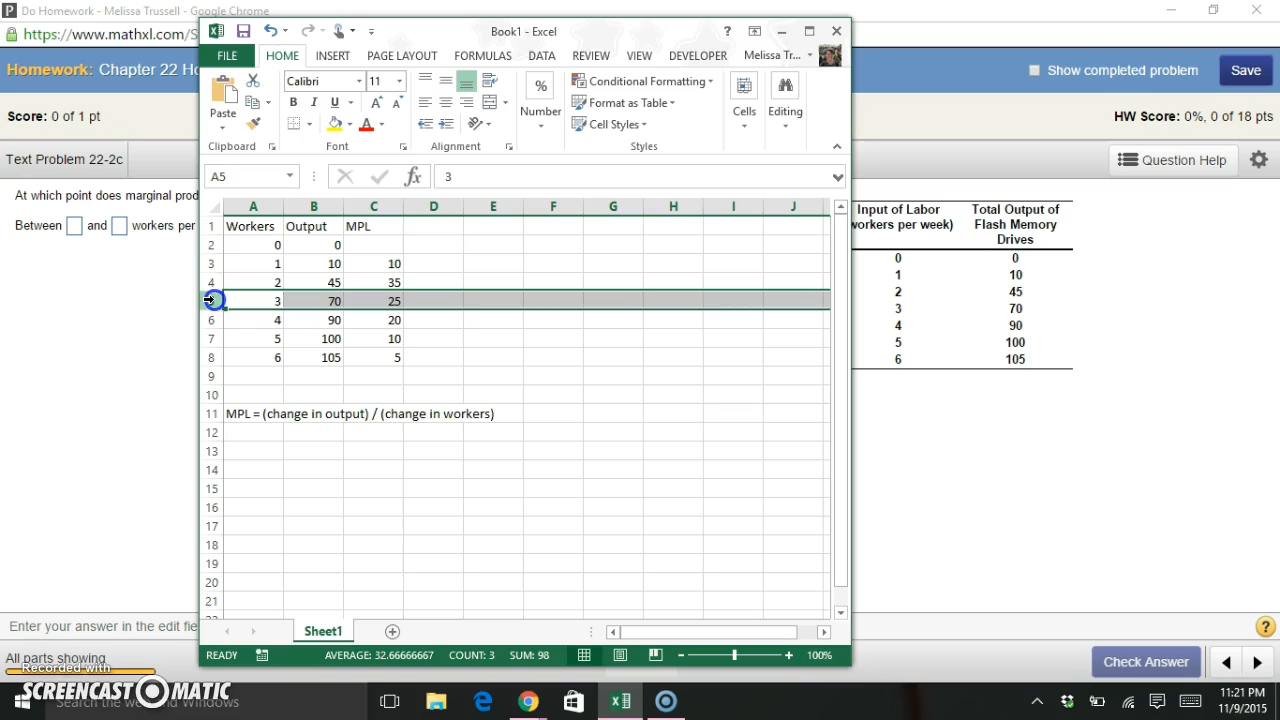 Do Homework - Melissa Trussell - Google Chrome
https://www.mathxl.com/S
Homework: Chapter 22 Ho
Show completed problem
Save
Score: 0 of 1 pt
HW Score: 0%, 0 of 18 pts
Text Problem 22-2c
Question Help
At which point does marginal prod
Between and workers per
Input of Labor
workers per week)
Total Output of
Flash Memory
Drives
0 0
1 10
2 45
3 70
4 90
5 100
6 105
Book1 - Excel
FILE HOME INSERT PAGE LAYOUT FORMULAS DATA REVIEW VIEW DEVELOPER Melissa Tr...
Paste
Calibri 11
B I U A A
A
%
Number
Conditional Formatting
Format as Table
Cell Styles
Cells
Editing
Clipboard Font Alignment Styles
A5 fx 3
A B C D E F G H I J
1 Workers Output MPL
2 0 0
3 1 10 10
4 2 45 35
3 70 25
6 4 90 20
7 5 100 10
8 6 105 5
9
10
11 MPL = (change in output) / (change in workers)
12
13
14
15
16
17
18
19
20
21
Sheet1
READY AVERAGE: 32.66666667 COUNT: 3 SUM: 98 100%
Enter your answer in the edit fie
All parts showing
Check Answer
Recorded with
SCREENCAST O MATIC
Search the web and Windows
11:21 PM
11/9/2015